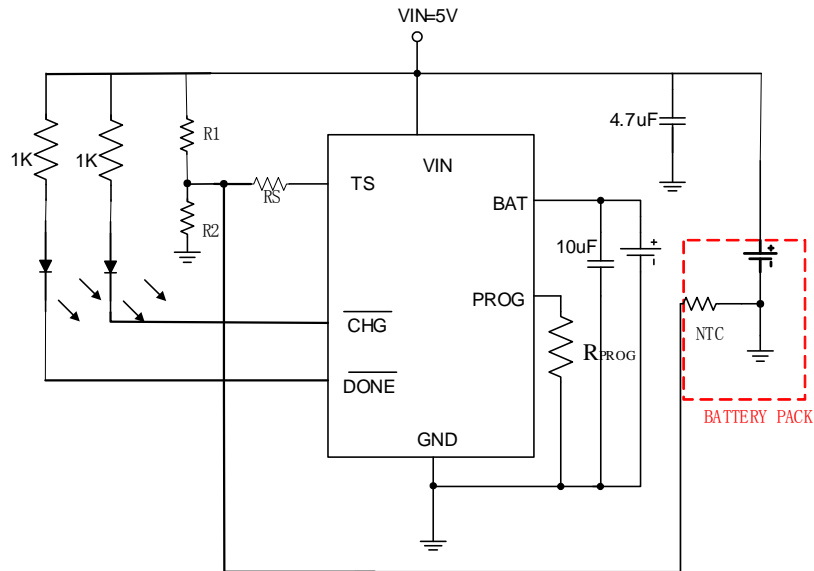 VIN=5V
4.7uF
1K
1K
R1
VIN
TS
RS
BAT
R2
10uF
+
-
+
-
PROG
CHG
NTC
RPROG
DONE
BATTERY PACK
GND